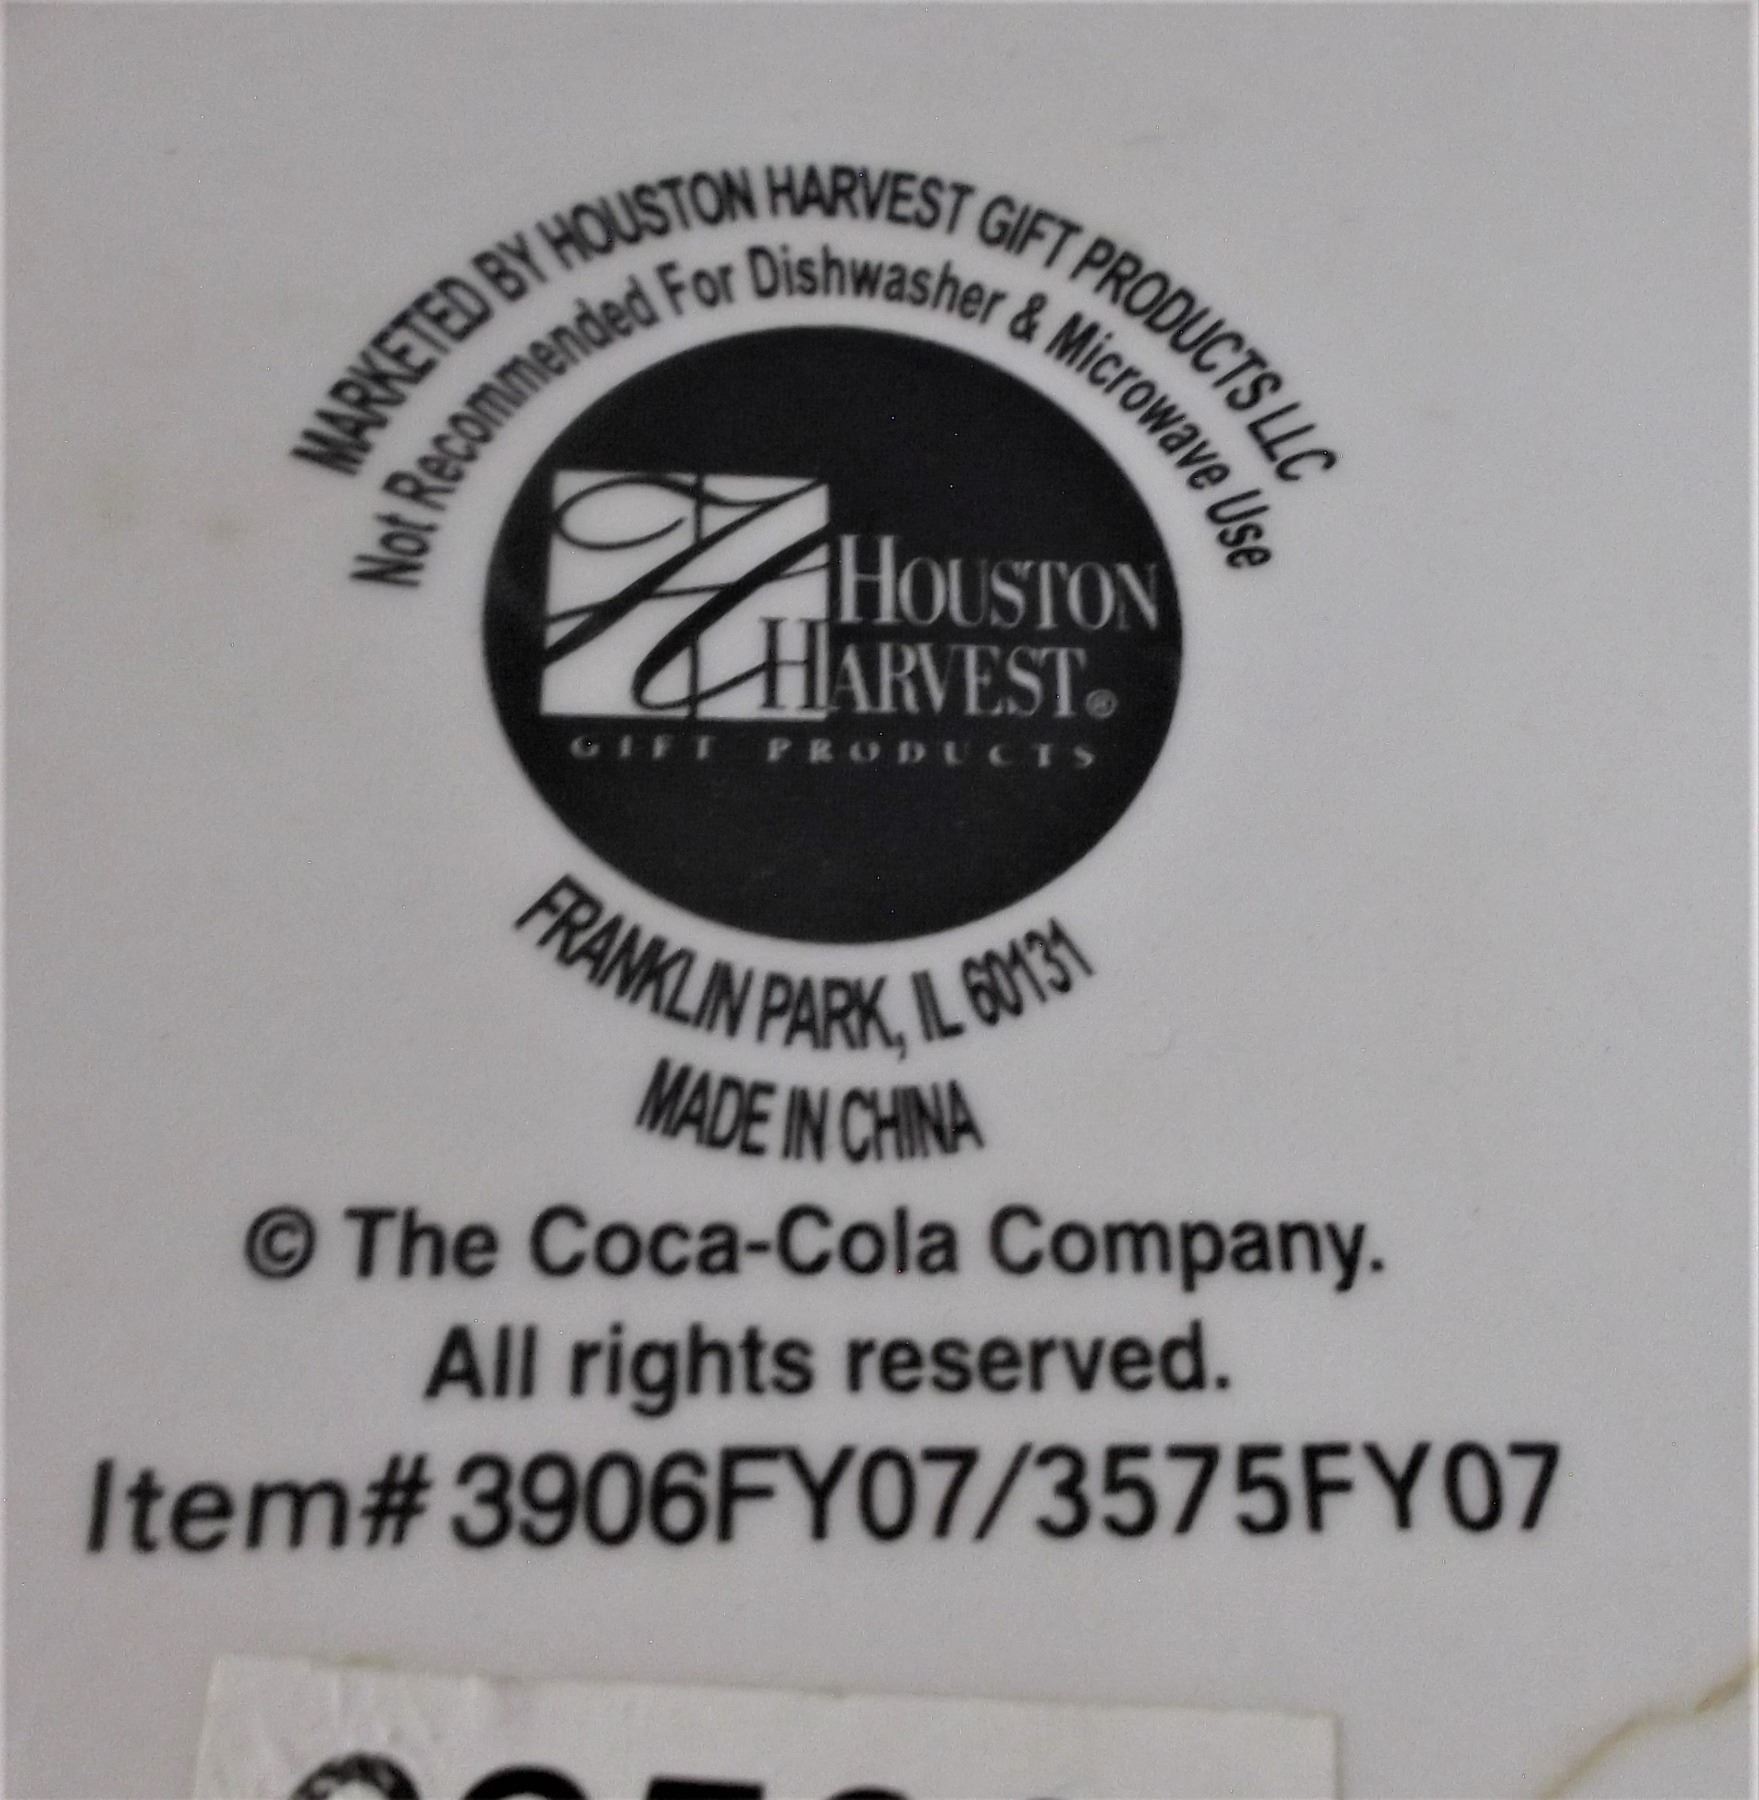 MARKETED BY HOUSTON HARVEST GIFT PRODUCTS LLC
Not Recommended For Dishwasher & Microwave Use
HOUSTON
HARVEST®
GIFT PRODUCTS
FRANKLIN PARK, IL 60131
MADE IN CHINA
© The Coca-Cola Company.
All rights reserved.
Item#3906FY07/3575FY07